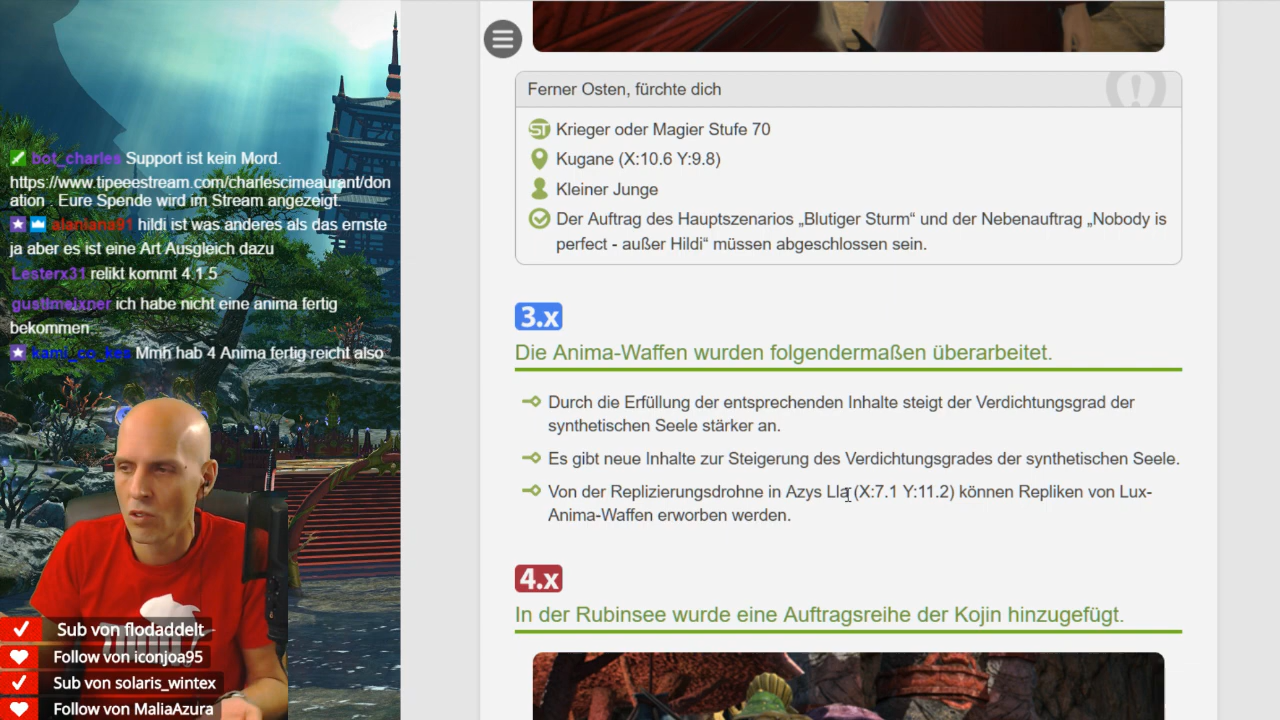 bot_charles Support ist kein Mord.
https://www.tipeeestream.com/charlescimeaurant/don
ation . Eure Spende wird im Stream angezeigt.
alaniana91 hildi ist was anderes als das ernste
ja aber es ist eine Art Ausgleich dazu
Lesterx31 relikt kommt 4.1.5
gustlmeixner ich habe nicht eine anima fertig
bekommen
kami_co_kes Mmh hab 4 Anima fertig reicht also
Sub von flodaddelt
Follow von iconjoa95
Sub von solaris_wintex
Follow von MaliaAzura
Ferner Osten, fürchte dich
ST Krieger oder Magier Stufe 70
Kugane (X:10.6 Y:9.8)
Kleiner Junge
Der Auftrag des Hauptszenarios „Blutiger Sturm“ und der Nebenauftrag „Nobody is
perfect - außer Hildi“ müssen abgeschlossen sein.
3.x
Die Anima-Waffen wurden folgendermaßen überarbeitet.
Durch die Erfüllung der entsprechenden Inhalte steigt der Verdichtungsgrad der
synthetischen Seele stärker an.
Es gibt neue Inhalte zur Steigerung des Verdichtungsgrades der synthetischen Seele.
Von der Replizierungsdrohne in Azys Lla (X:7.1 Y:11.2) können Repliken von Lux-
Anima-Waffen erworben werden.
4.x
In der Rubinsee wurde eine Auftragsreihe der Kojin hinzugefügt.